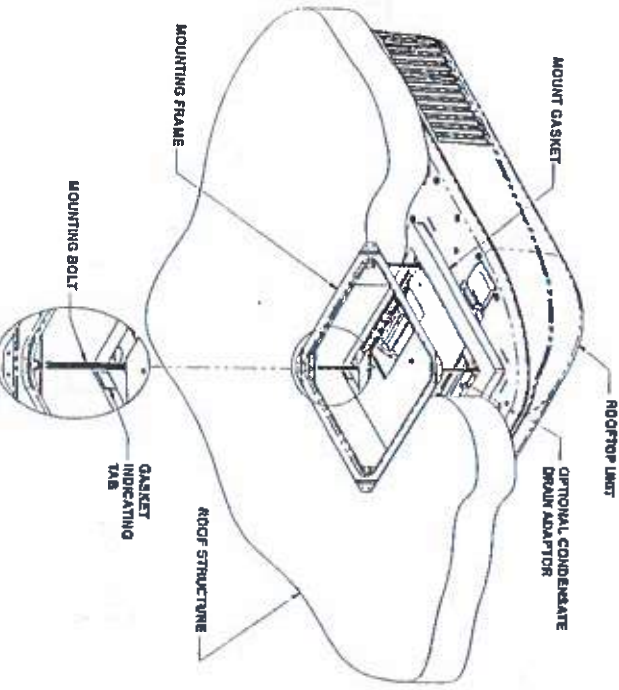 MOUNT GASKET
ROOFTOP UNIT
OPTIONAL CONDENSATE
DRAIN ADAPTOR
MOUNTING FRAME
MOUNTING BOLT
GASKET
INDICATING
TAB
ROOF STRUCTURE